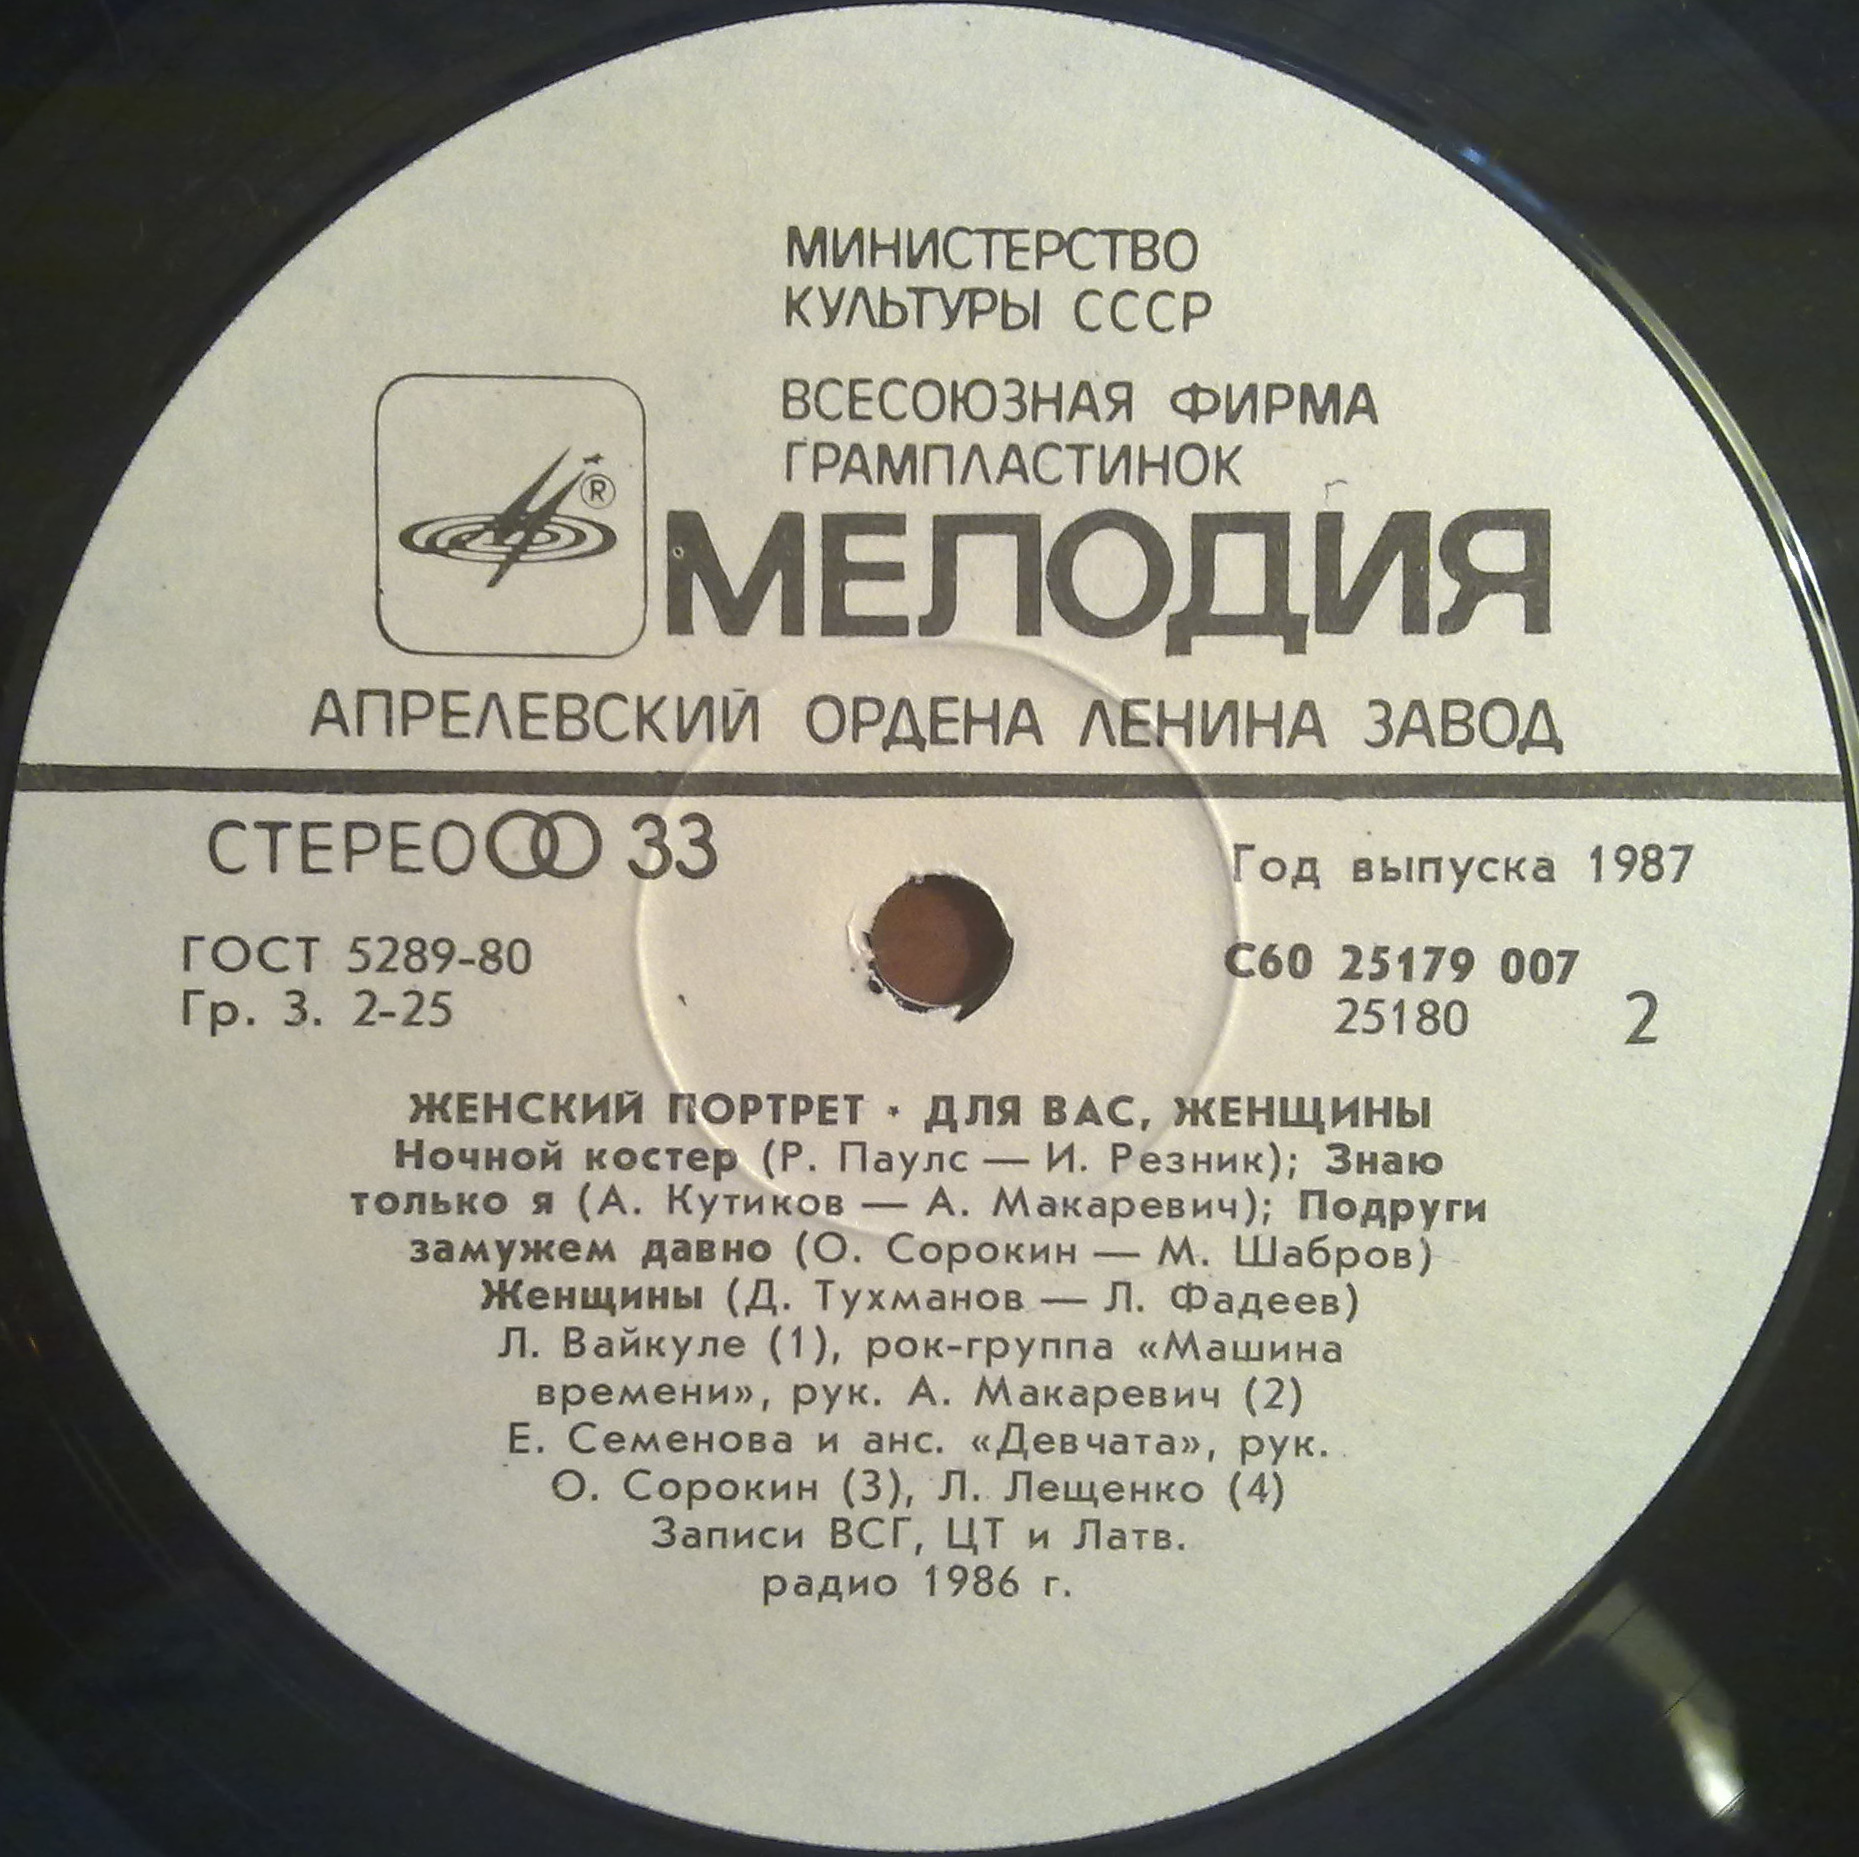 МИНИСТЕРСТВО
КУЛЬТУРЫ СССР
ВСЕСОЮЗНАЯ ФИРМА
ГРАМПЛАСТИНОК
®
МЕЛОДИЯ
АПРЕЛЕВСКИЙ ОРДЕНА ЛЕНИНА ЗАВОД
СТЕРЕО 33
Год выпуска 1987
ГОСТ 5289-80
С60 25179 007
Гр. 3. 2-25
25180
2
ЖЕНСКИЙ ПОРТРЕТ · ДЛЯ ВАС, ЖЕНЩИНЫ
Ночной костер (Р. Паулс — И. Резник); Знаю
только я (А. Кутиков — А. Макаревич); Подруги
замужем давно (О. Сорокин — М. Шабров)
Женщины (Д. Тухманов — Л. Фадеев)
Л. Вайкуле (1), рок-группа «Машина
времени», рук. А. Макаревич (2)
Е. Семенова и анс. «Девчата», рук.
О. Сорокин (3), Л. Лещенко (4)
Записи ВСГ, ЦТ и Латв.
радио 1986 г.